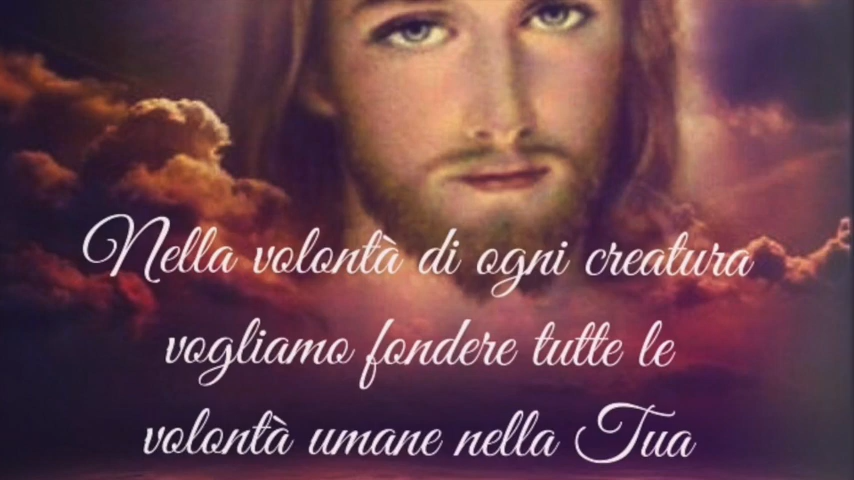 Nella volontà di ogni creatura
vogliamo fondere tutte le
volontà umane nella Tua